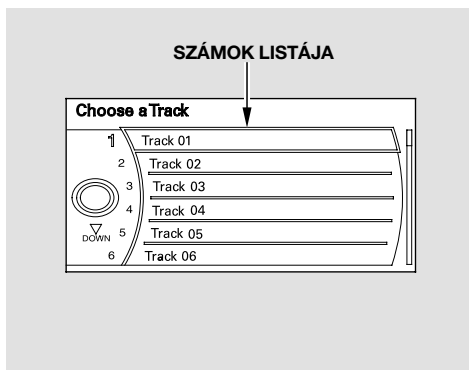 SZÁMOK LISTÁJA
Choose a Track
1 Track 01
2 Track 02
3 Track 03
4 Track 04
DOWN 5 Track 05
6 Track 06